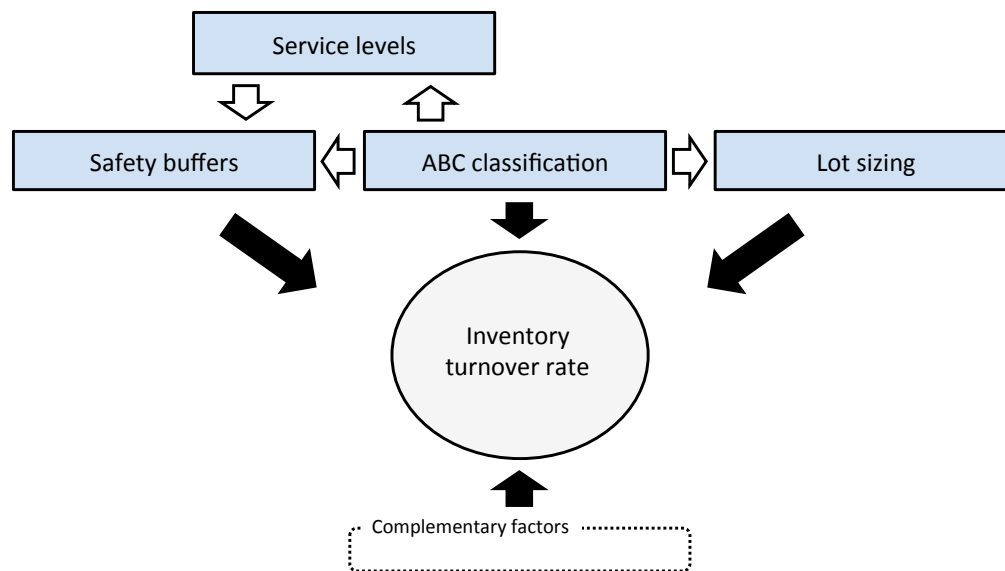 Service levels
Safety buffers
ABC classification
Lot sizing
Inventory
turnover rate
Complementary factors